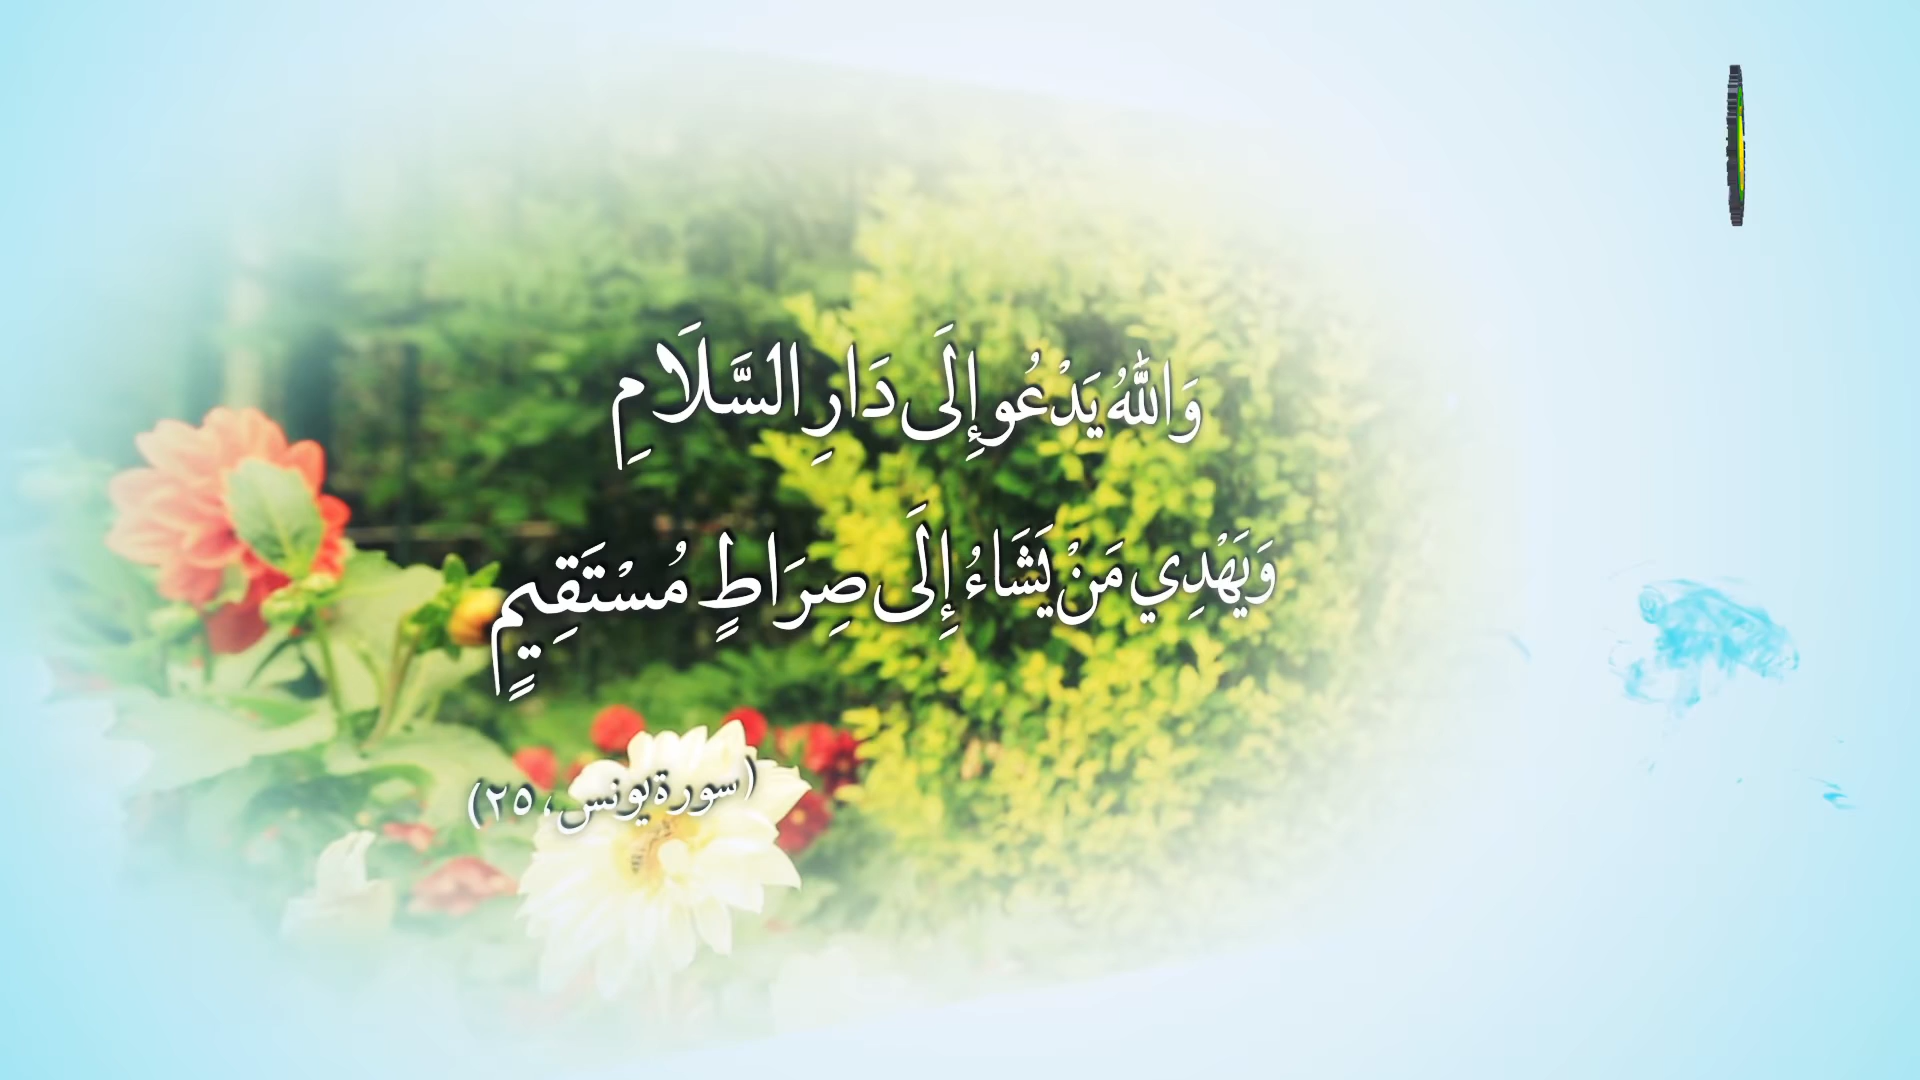 وَاللَّهُ يَدْعُو إِلَى دَارِ السَّلَامِ
وَيَهْدِي مَنْ يَشَاءُ إِلَى صِرَاطٍ مُسْتَقِيمٍ
(سورة يونس، ٢٥)